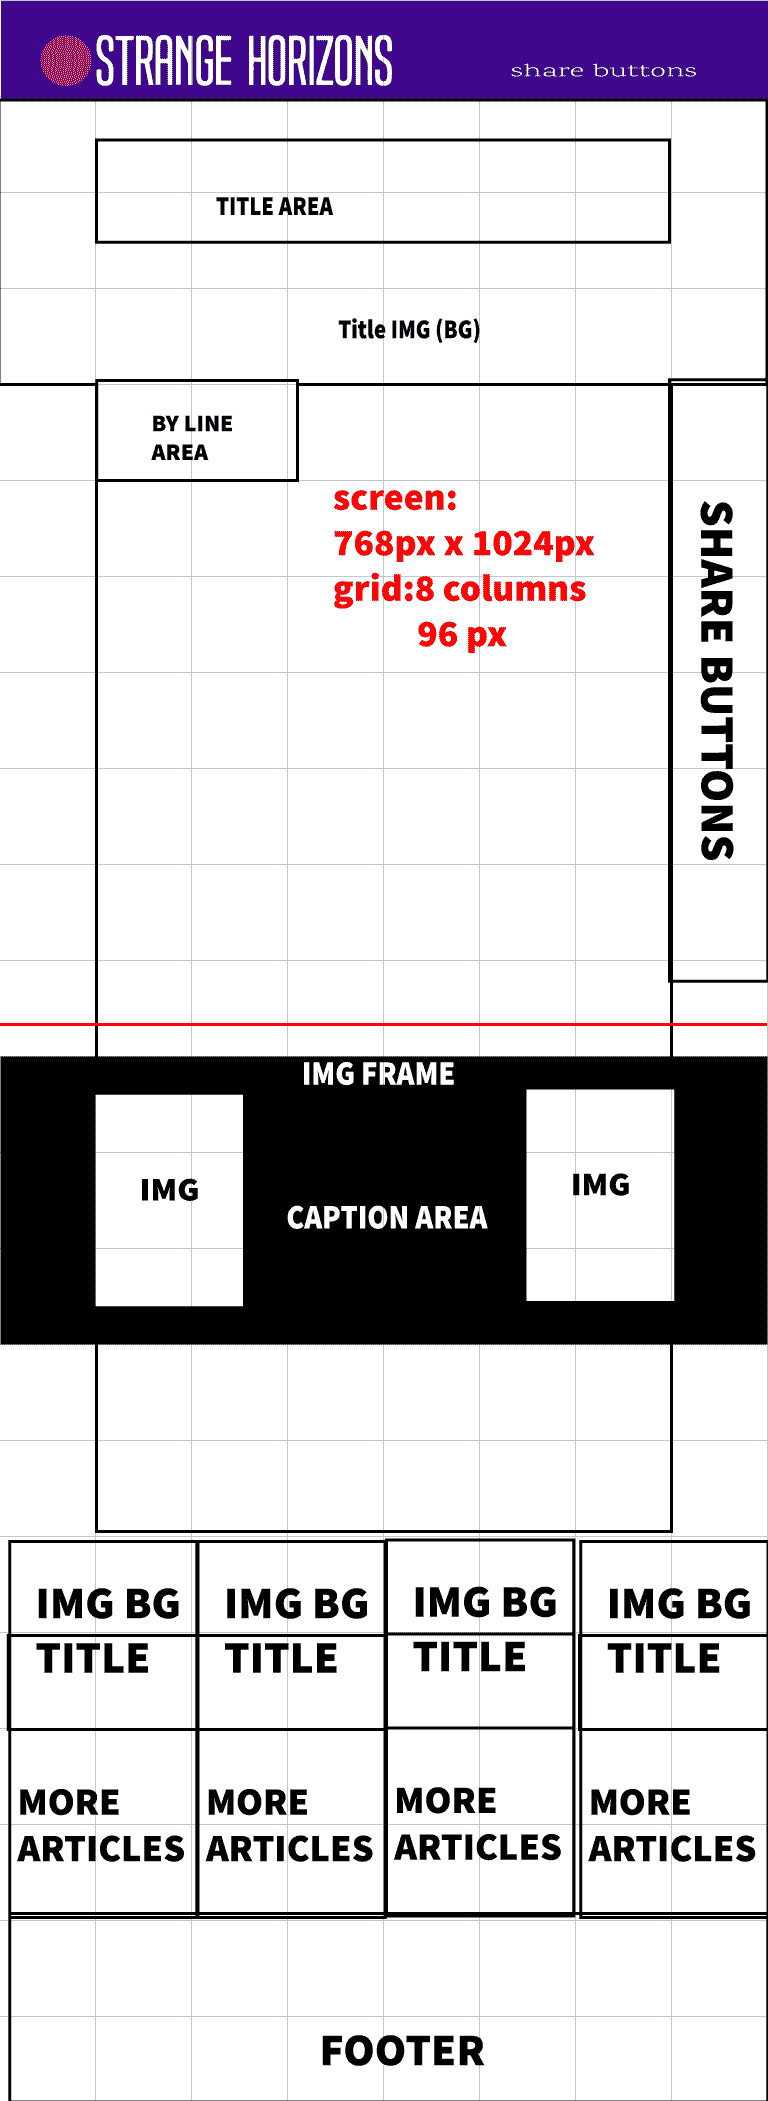 STRANGE HORIZONS
share buttons
TITLE AREA
Title IMG (BG)
BY LINE
AREA
screen:
768px x 1024px
grid:8 columns
96 px
SHARE BUTTONS
IMG FRAME
IMG
IMG
CAPTION AREA
IMG BG
TITLE
MORE
ARTICLES
IMG BG
TITLE
MORE
ARTICLES
IMG BG
TITLE
MORE
ARTICLES
IMG BG
TITLE
MORE
ARTICLES
FOOTER